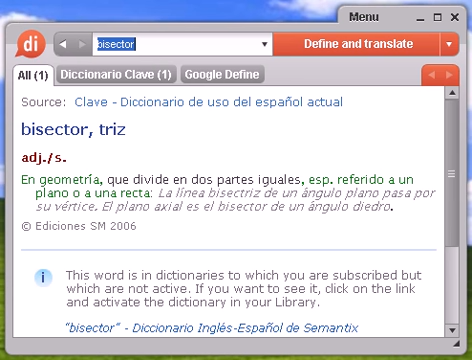 Menu
di
bisector
Define and translate
All (1)
Diccionario Clave (1)
Google Define
Source: Clave - Diccionario de uso del español actual
bisector, triz
adj./s.
En geometría, que divide en dos partes iguales, esp. referido a un
plano o a una recta: La línea bisectriz de un ángulo plano pasa por
su vértice. El plano axial es el bisector de un ángulo diedro.
© Ediciones SM 2006
i
This word is in dictionaries to which you are subscribed but
which are not active. If you want to see it, click on the link
and activate the dictionary in your Library.
"bisector" - Diccionario Inglés-Español de Semantix